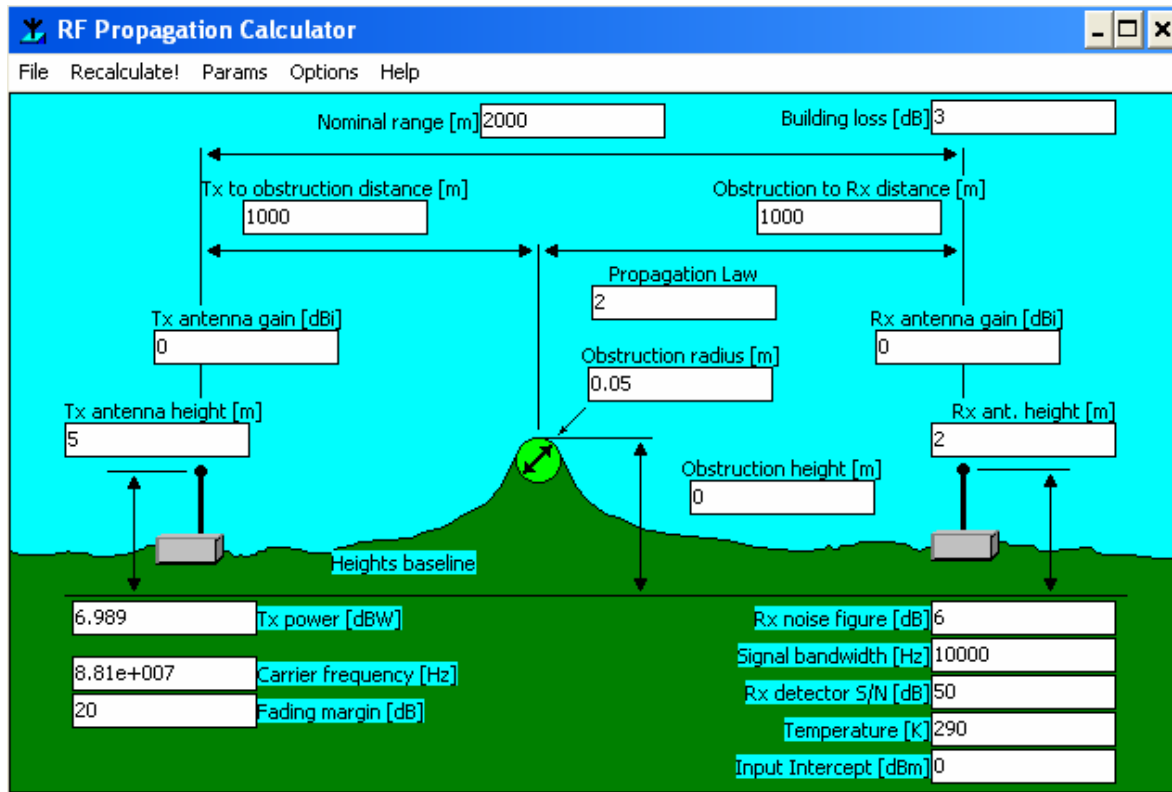 RF Propagation Calculator
File Recalculate! Params Options Help
Nominal range [m] 2000
Building loss [dB] 3
Tx to obstruction distance [m]
1000
Obstruction to Rx distance [m]
1000
Propagation Law
2
Tx antenna gain [dBi]
0
Rx antenna gain [dBi]
0
Obstruction radius [m]
0.05
Tx antenna height [m]
5
Rx ant. height [m]
2
Obstruction height [m]
0
Heights baseline
6.989 Tx power [dBW]
8.81e+007 Carrier frequency [Hz]
20 Fading margin [dB]
Rx noise figure [dB] 6
Signal bandwidth [Hz] 10000
Rx detector S/N [dB] 50
Temperature [K] 290
Input Intercept [dBm] 0